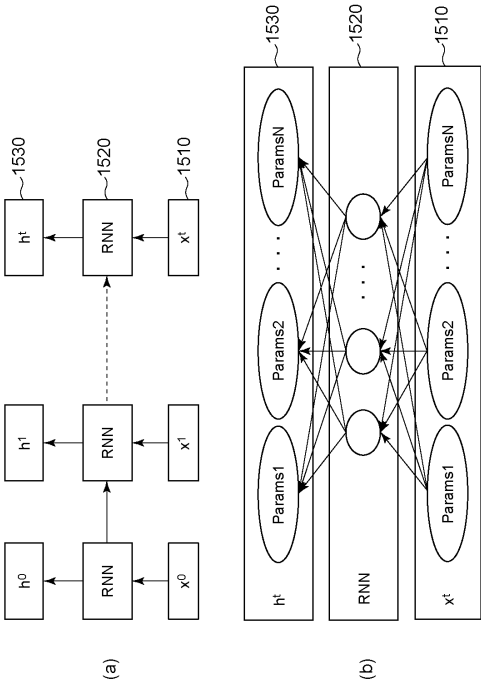 (a)
h⁰ h¹ hᵗ 1530
RNN RNN RNN 1520
x⁰ x¹ xᵗ 1510
(b)
hᵗ Params1 Params2 . . . ParamsN 1530
RNN . . . 1520
xᵗ Params1 Params2 . . . ParamsN 1510